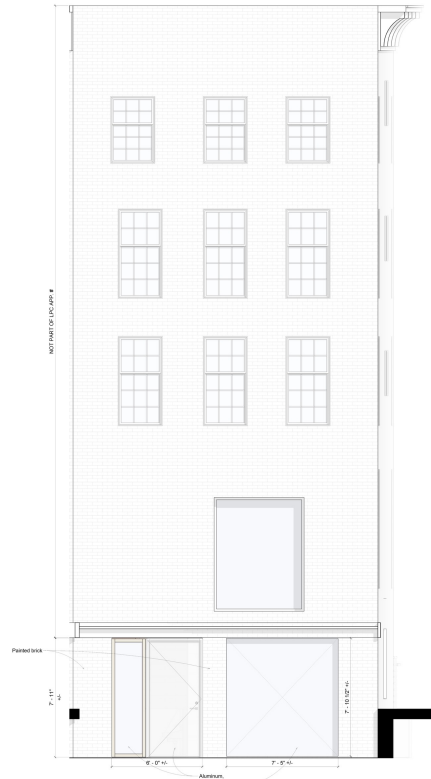 NOT PART OF LPC APP. #
Painted brick
7' - 11"
+/-
7' - 10 1/2" +/-
6' - 0" +/-
7' - 5" +/-
Aluminum,